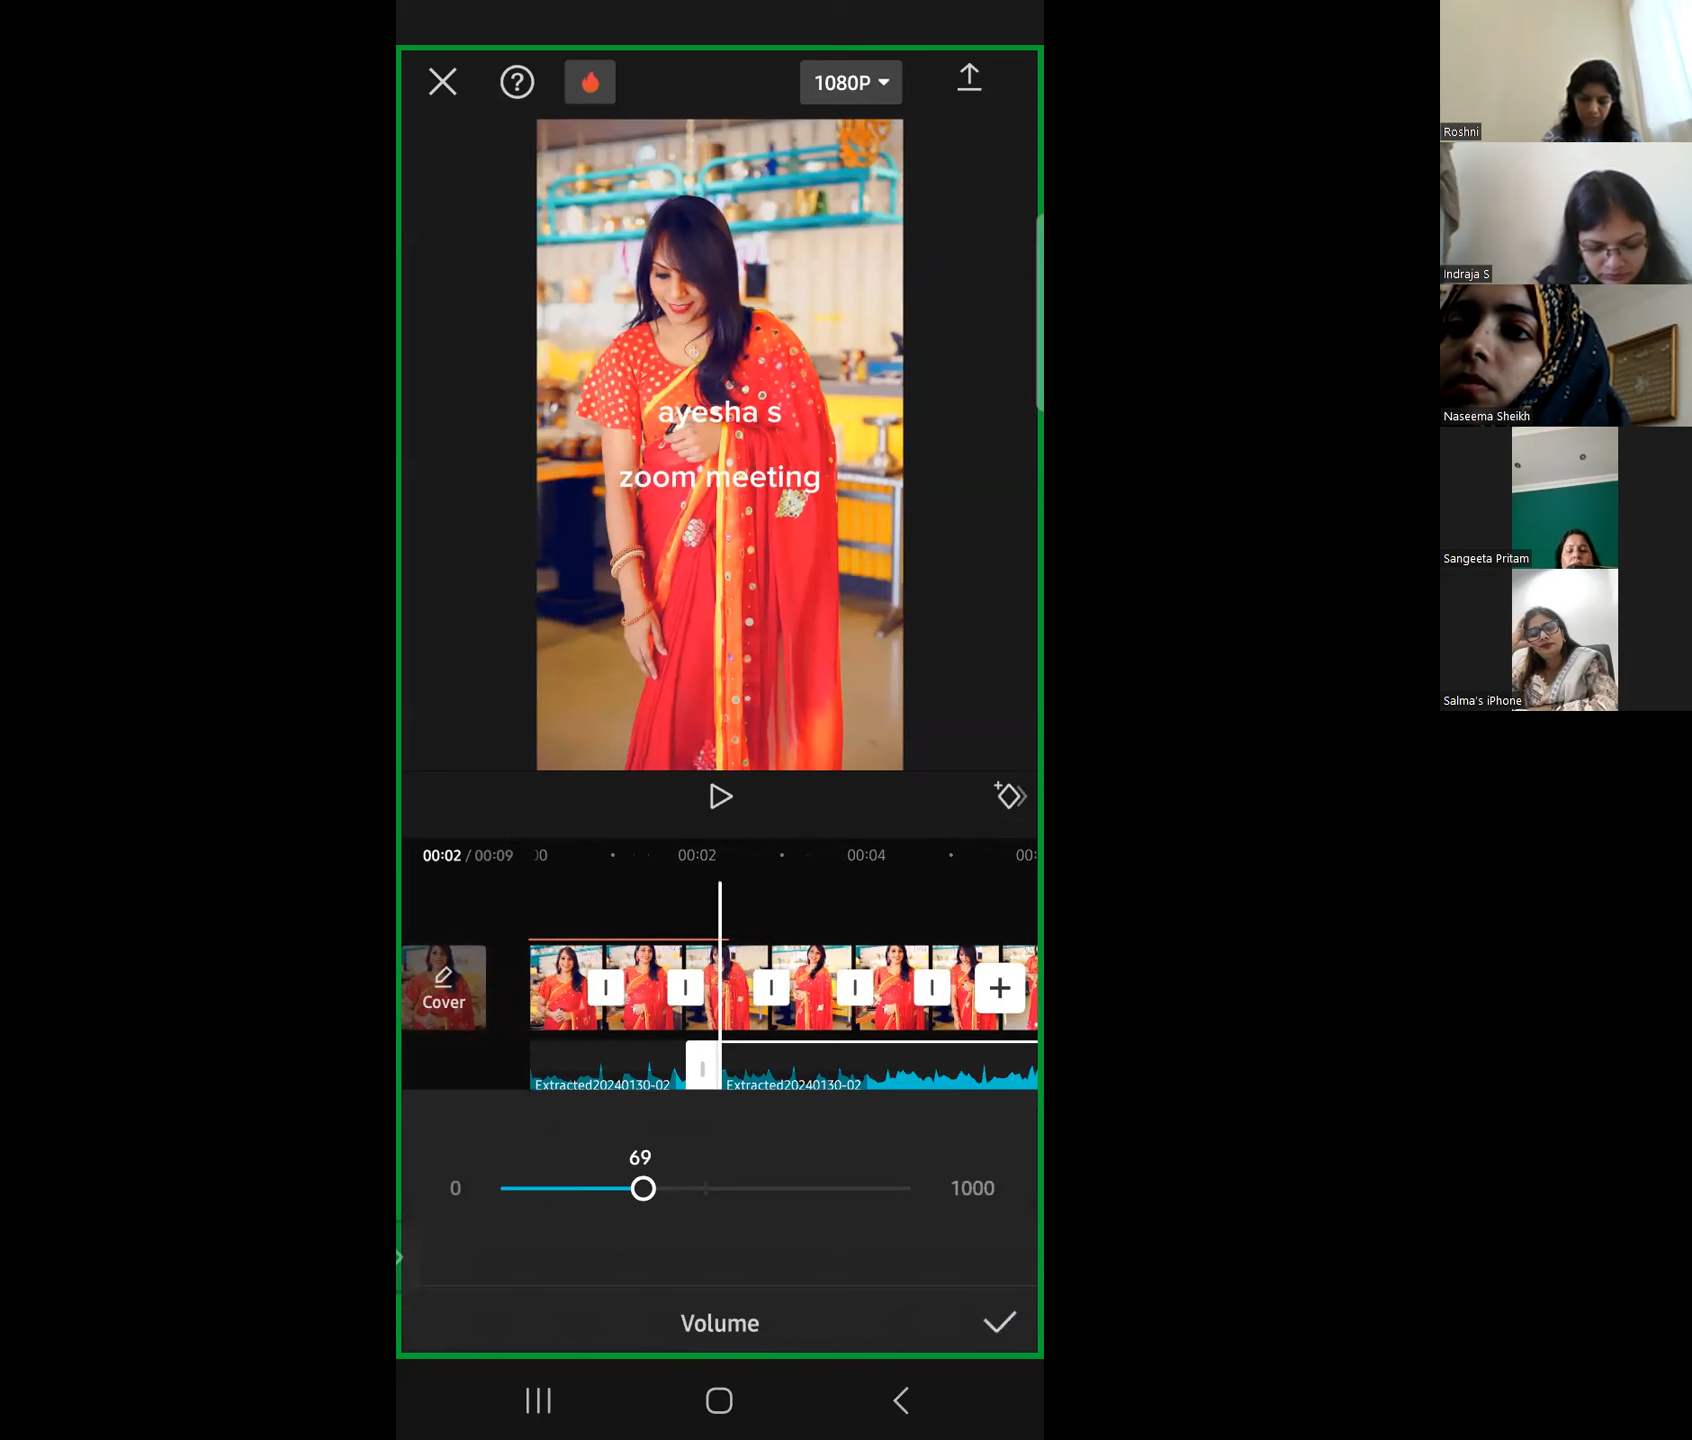 1080P
Roshni
Indraja S
Naseema Sheikh
Sangeeta Pritam
Salma's iPhone
ayesha s
zoom meeting
00:02 / 00:09
00:02
00:04
Cover
Extracted20240130-02
Extracted20240130-02
69
0
1000
Volume